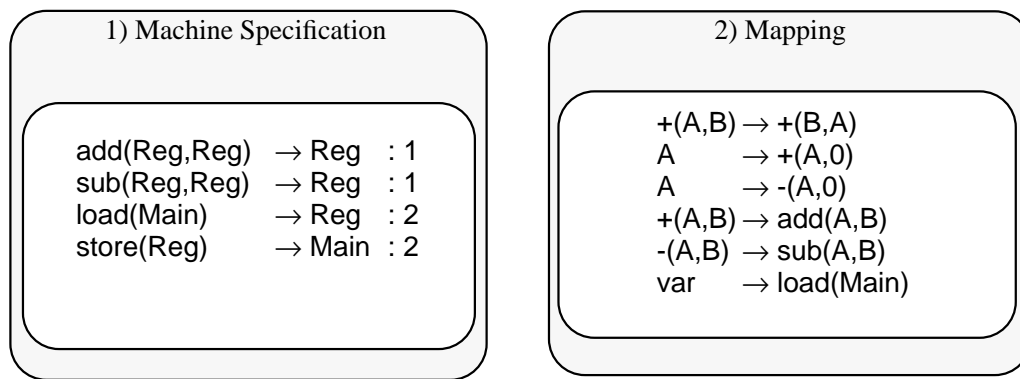 1) Machine Specification
add(Reg,Reg) → Reg : 1
sub(Reg,Reg) → Reg : 1
load(Main) → Reg : 2
store(Reg) → Main : 2
2) Mapping
+(A,B) → +(B,A)
A → +(A,0)
A → -(A,0)
+(A,B) → add(A,B)
-(A,B) → sub(A,B)
var → load(Main)